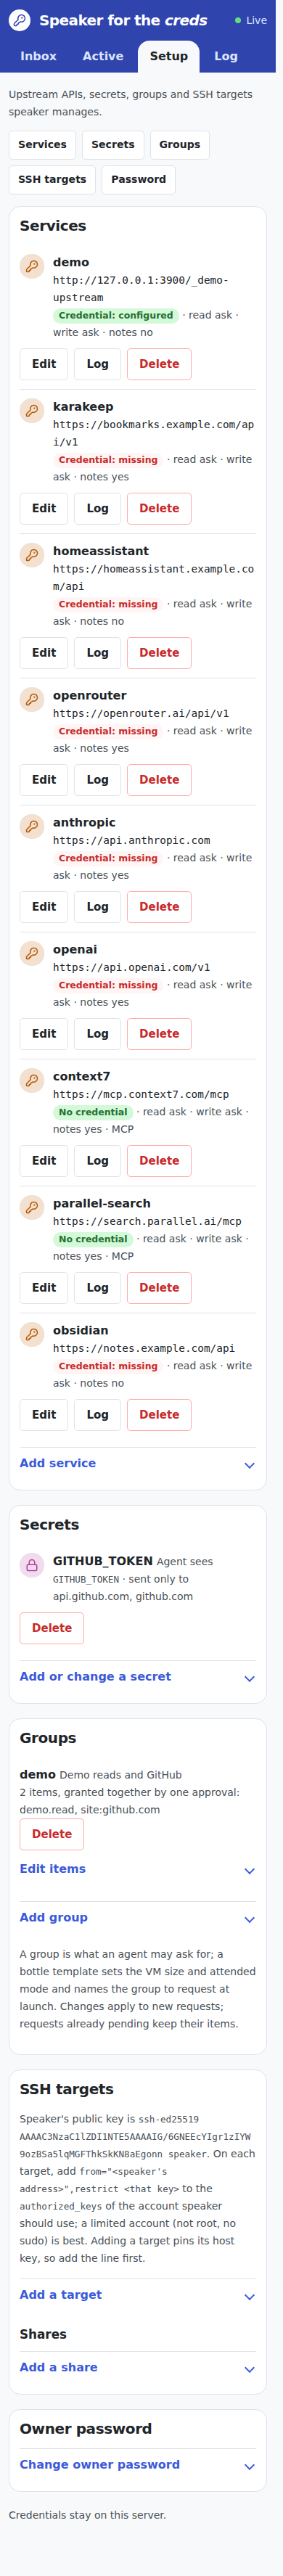 Speaker for the creds
Live
Inbox Active Setup Log
Upstream APIs, secrets, groups and SSH targets
speaker manages.
Services Secrets Groups
SSH targets Password
Services
demo
http://127.0.0.1:3900/_demo-
upstream
Credential: configured · read ask ·
write ask · notes no
Edit Log Delete
karakeep
https://bookmarks.example.com/ap
i/v1
Credential: missing · read ask · write
ask · notes yes
Edit Log Delete
homeassistant
https://homeassistant.example.co
m/api
Credential: missing · read ask · write
ask · notes no
Edit Log Delete
openrouter
https://openrouter.ai/api/v1
Credential: missing · read ask · write
ask · notes yes
Edit Log Delete
anthropic
https://api.anthropic.com
Credential: missing · read ask · write
ask · notes yes
Edit Log Delete
openai
https://api.openai.com/v1
Credential: missing · read ask · write
ask · notes yes
Edit Log Delete
context7
https://mcp.context7.com/mcp
No credential · read ask · write ask ·
notes yes · MCP
Edit Log Delete
parallel-search
https://search.parallel.ai/mcp
No credential · read ask · write ask ·
notes yes · MCP
Edit Log Delete
obsidian
https://notes.example.com/api
Credential: missing · read ask · write
ask · notes no
Edit Log Delete
Add service
Secrets
GITHUB_TOKEN Agent sees
GITHUB_TOKEN · sent only to
api.github.com, github.com
Delete
Add or change a secret
Groups
demo Demo reads and GitHub
2 items, granted together by one approval:
demo.read, site:github.com
Delete
Edit items
Add group
A group is what an agent may ask for; a
bottle template sets the VM size and attended
mode and names the group to request at
launch. Changes apply to new requests;
requests already pending keep their items.
SSH targets
Speaker's public key is ssh-ed25519
AAAAC3NzaC1lZDI1NTE5AAAAIG/6GNEEcYIgr1zIYW
9ozBSa5lqMGFThkSkKN8aEgonn speaker. On each
target, add from="<speaker's
address>",restrict <that key> to the
authorized_keys of the account speaker
should use; a limited account (not root, no
sudo) is best. Adding a target pins its host
key, so add the line first.
Add a target
Shares
Add a share
Owner password
Change owner password
Credentials stay on this server.